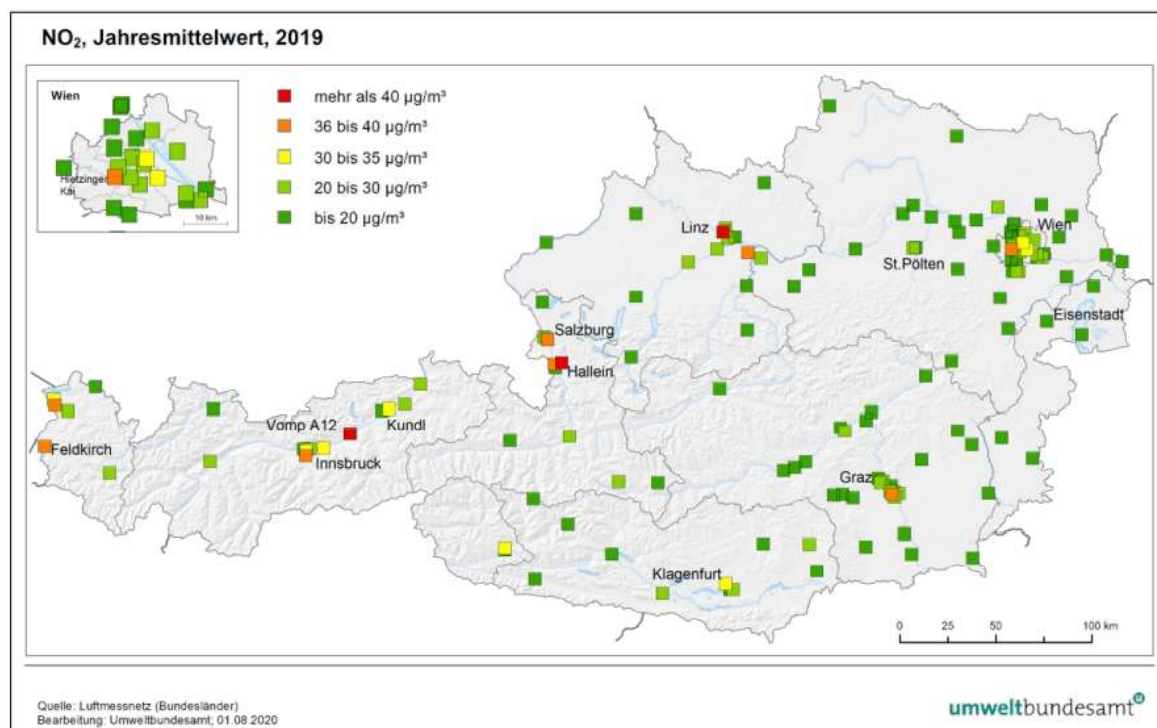 NO₂, Jahresmittelwert, 2019
Wien
Hietzinger
Kai
10 km
mehr als 40 µg/m³
36 bis 40 µg/m³
30 bis 35 µg/m³
20 bis 30 µg/m³
bis 20 µg/m³
Linz
Wien
St.Pölten
Eisenstadt
Salzburg
Hallein
Vomp A12
Kundl
Feldkirch
Innsbruck
Graz
Klagenfurt
0 25 50 100 km
Quelle: Luftmessnetz (Bundesländer)
Bearbeitung: Umweltbundesamt; 01.08.2020
umweltbundesamt